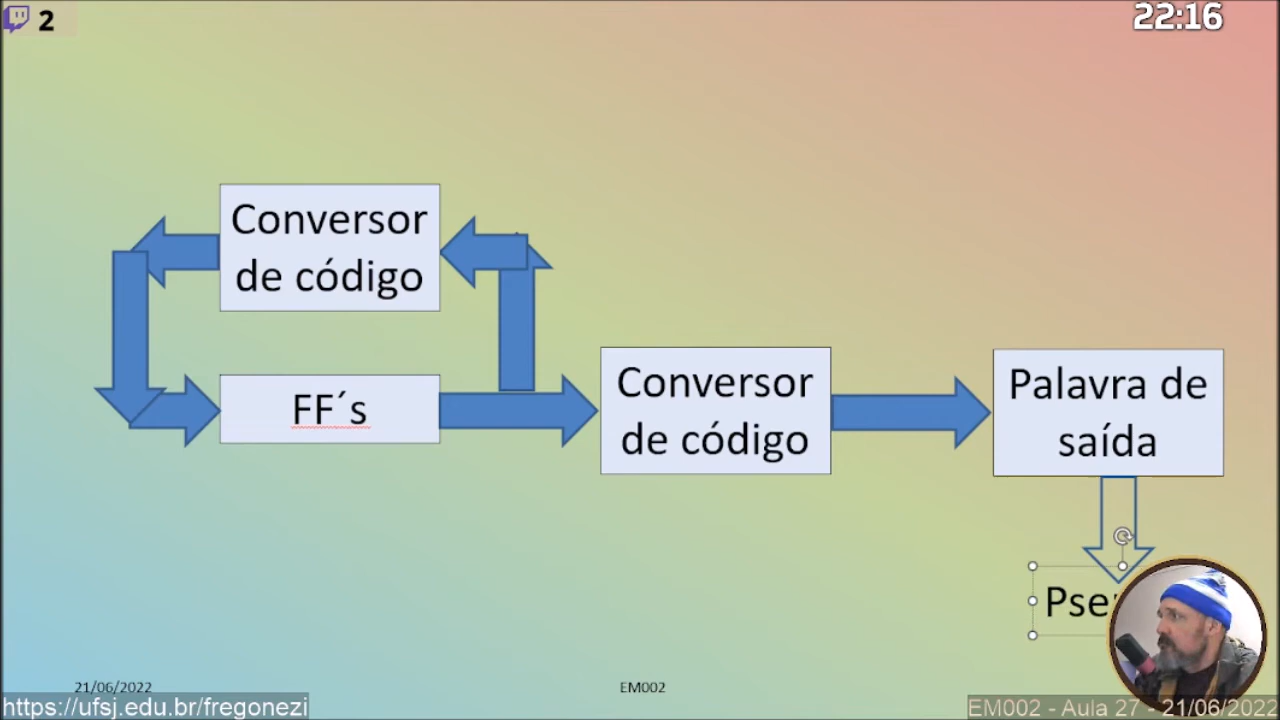 2
22:16
Conversor
de código
FF´s
Conversor
de código
Palavra de
saída
21/06/2022
EM002
https://ufsj.edu.br/fregonezi
EM002 - Aula 27 - 21/06/2022